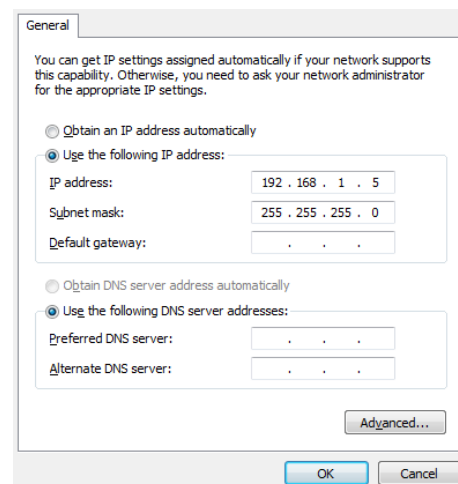 General
You can get IP settings assigned automatically if your network supports
this capability. Otherwise, you need to ask your network administrator
for the appropriate IP settings.
Obtain an IP address automatically
Use the following IP address:
IP address: 192 . 168 . 1 . 5
Subnet mask: 255 . 255 . 255 . 0
Default gateway: . . .
Obtain DNS server address automatically
Use the following DNS server addresses:
Preferred DNS server: . . .
Alternate DNS server: . . .
Advanced...
OK Cancel